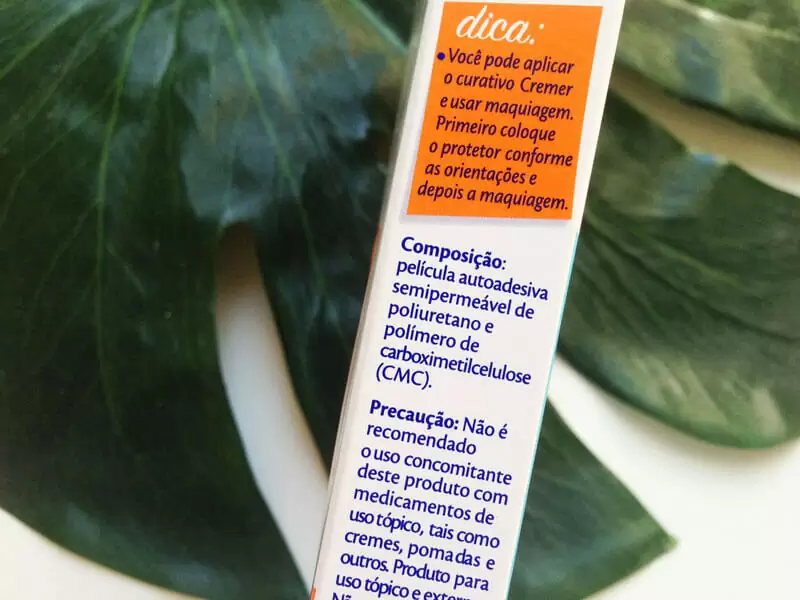 dica:
• Você pode aplicar
o curativo Cremer
e usar maquiagem.
Primeiro coloque
o protetor conforme
as orientações e
depois a maquiagem.
Composição:
película autoadesiva
semipermeável de
poliuretano e
polímero de
carboximetilcelulose
(CMC).
Precaução: Não é
recomendado
o uso concomitante
deste produto com
medicamentos de
uso tópico, tais como
cremes, pomadas e
outros. Produto para
uso tópico e